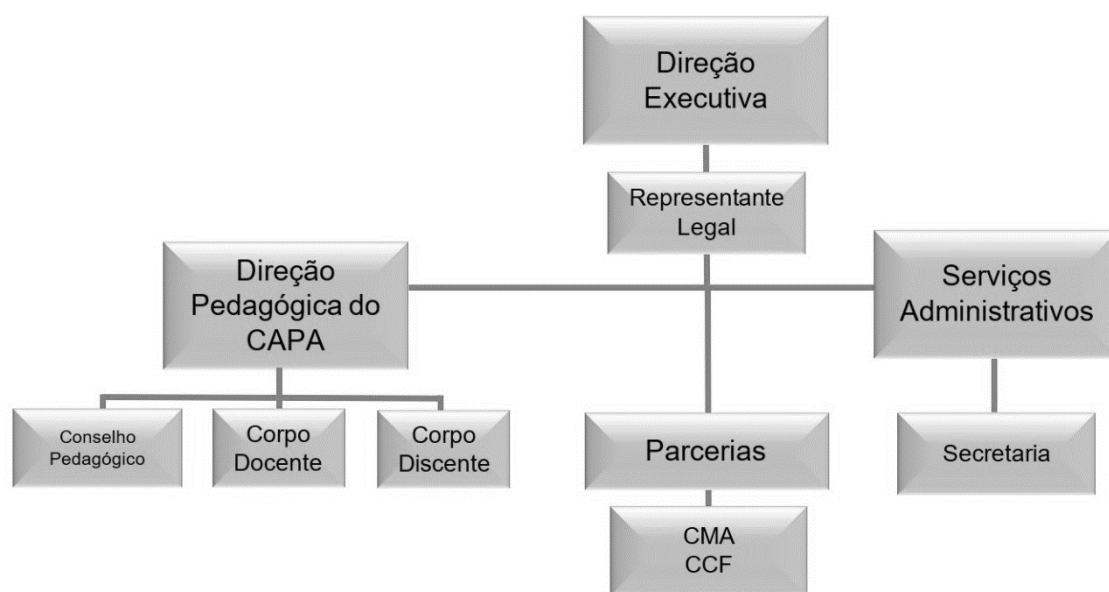 Direção
Executiva
Representante
Legal
Direção
Pedagógica do
CAPA
Serviços
Administrativos
Conselho
Pedagógico
Corpo
Docente
Corpo
Discente
Parcerias
Secretaria
CMA
CCF